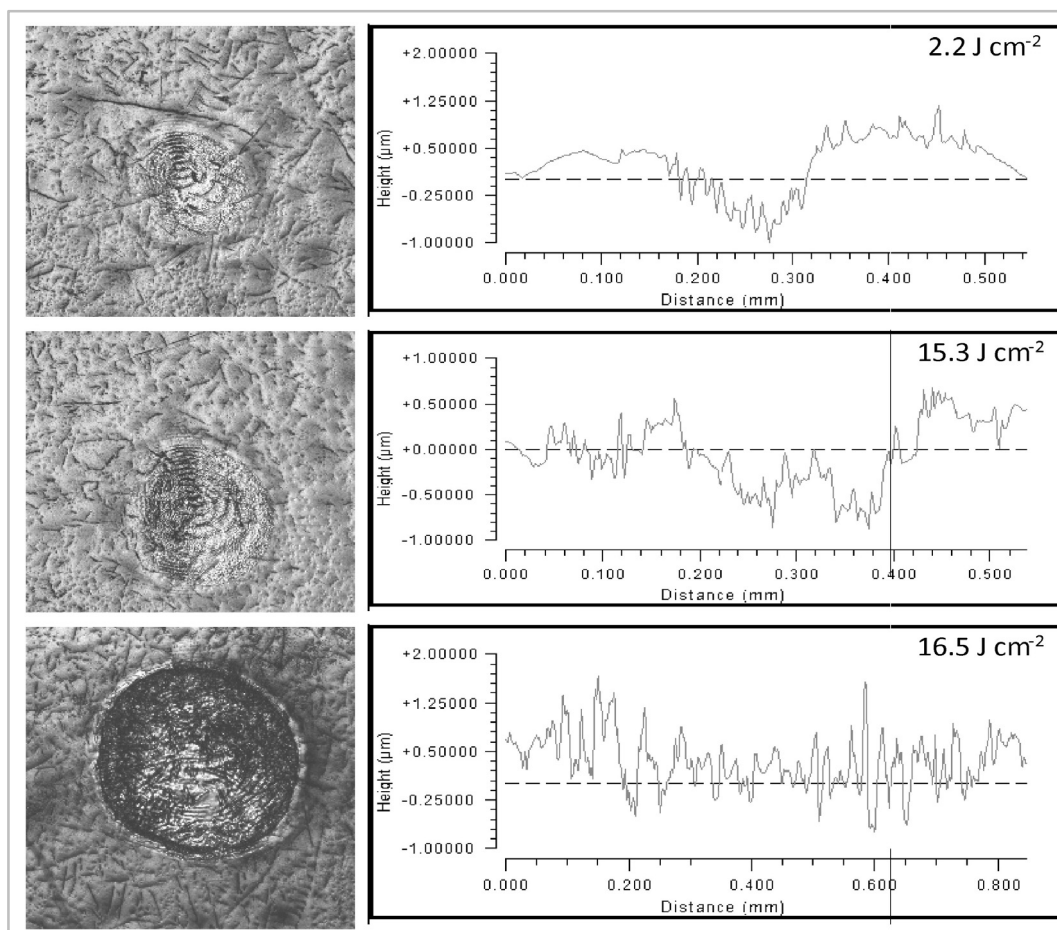 2.2 J cm-2
+2.00000
+1.25000
+0.50000
-0.25000
-1.00000
Height (µm)
0.000 0.100 0.200 0.300 0.400 0.500
Distance (mm)
15.3 J cm-2
+1.00000
+0.50000
+0.00000
-0.50000
-1.00000
Height (µm)
0.000 0.100 0.200 0.300 0.400 0.500
Distance (mm)
16.5 J cm-2
+2.00000
+1.25000
+0.50000
-0.25000
-1.00000
Height (µm)
0.000 0.200 0.400 0.600 0.800
Distance (mm)